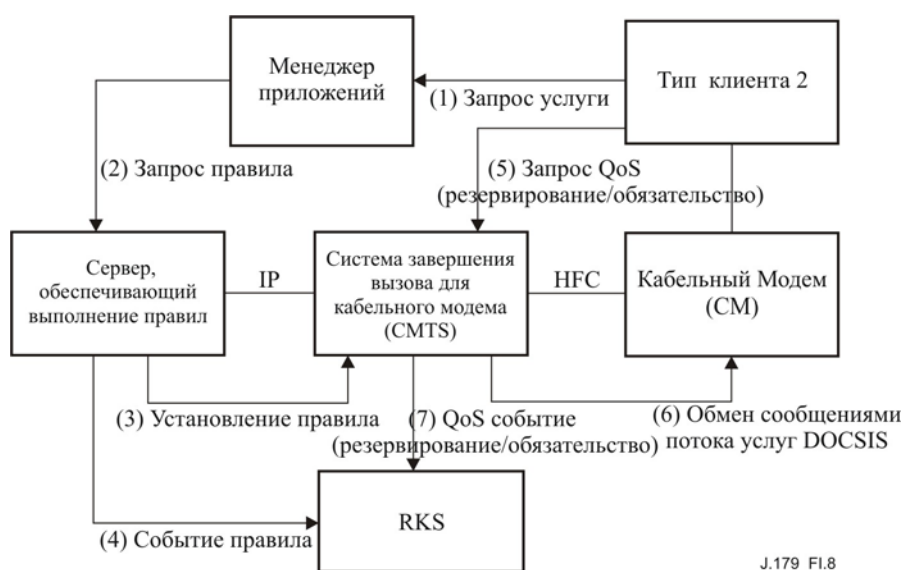 Менеджер
приложений
Тип клиента 2
(1) Запрос услуги
(2) Запрос правила
(5) Запрос QoS
(резервирование/обязательство)
Сервер,
обеспечивающий
выполнение правил
IP
Система завершения
вызова для
кабельного модема
(CMTS)
HFC
Кабельный Модем
(CM)
(3) Установление правила
(7) QoS событие
(резервирование/обязательство)
(6) Обмен сообщениями
потока услуг DOCSIS
(4) Событие правила
RKS
J.179_FI.8